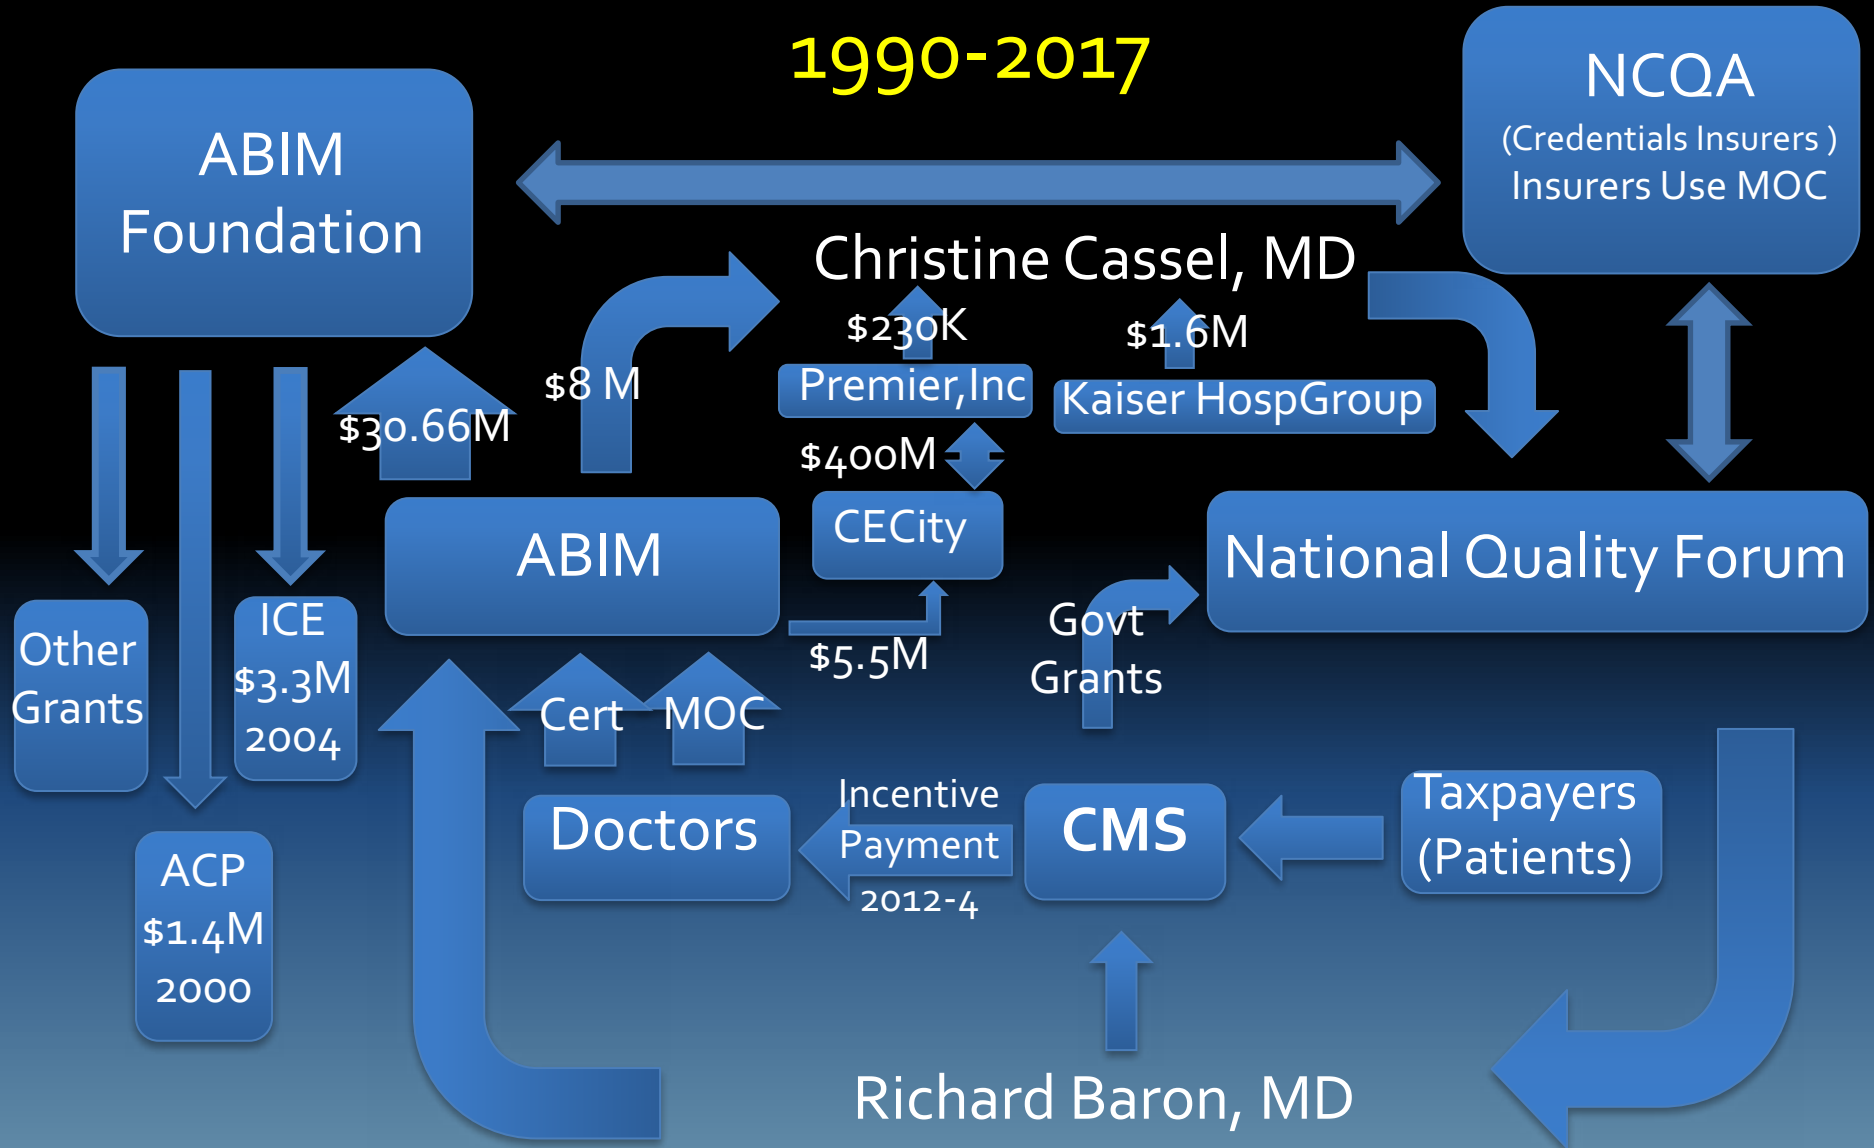 1990-2017
ABIM
Foundation
NCQA
(Credentials Insurers )
Insurers Use MOC
Christine Cassel, MD
$230K
$1.6M
Premier,Inc
Kaiser HospGroup
$8 M
$30.66M
$400M
CECity
ABIM
National Quality Forum
$5.5M
Govt
Grants
Other
Grants
ICE
$3.3M
2004
Cert
MOC
ACP
$1.4M
2000
Doctors
Incentive
Payment
2012-4
CMS
Taxpayers
(Patients)
Richard Baron, MD